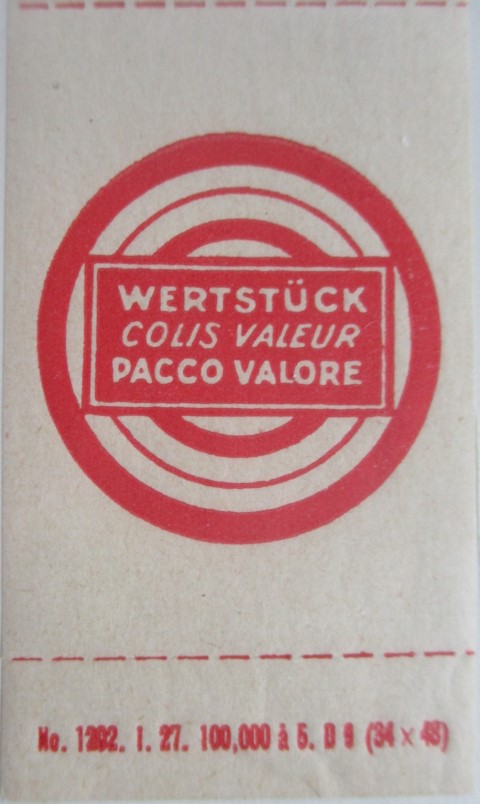 WERTSTÜCK
COLIS VALEUR
PACCO VALORE
No. 1292. I. 27. 100,000 à 5. D 9 (34 × 48)